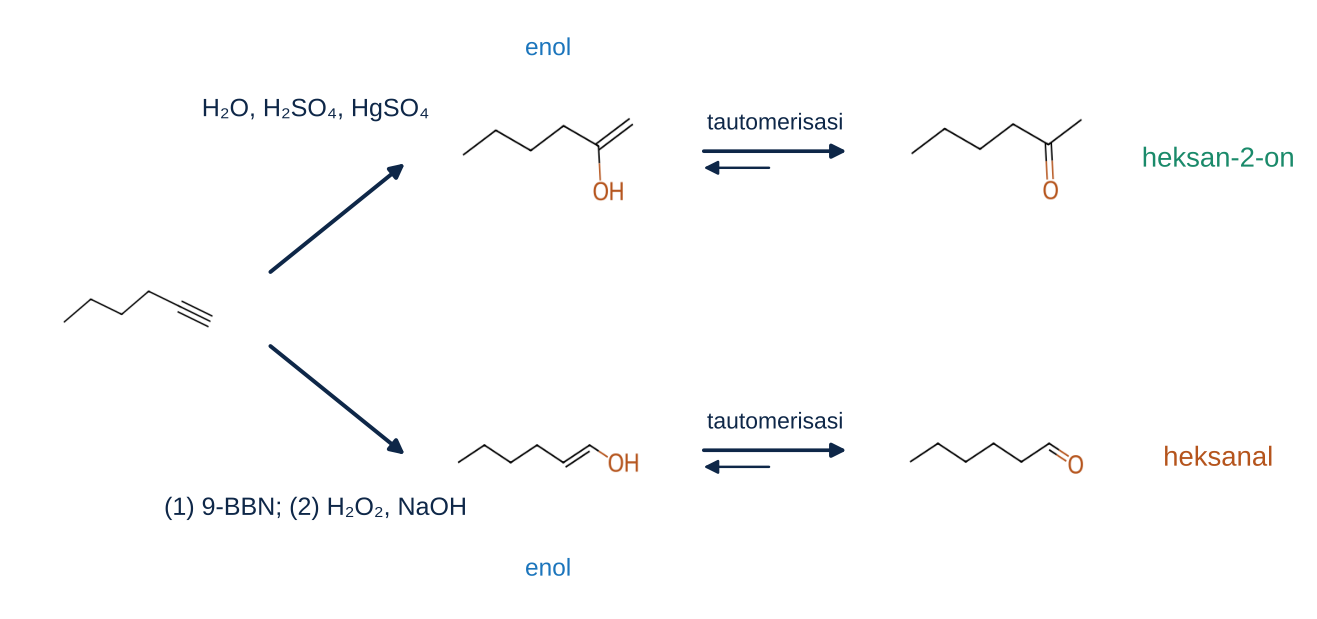 enol
H₂O, H₂SO₄, HgSO₄
tautomerisasi
OH
O
heksan-2-on
tautomerisasi
OH
O
heksanal
(1) 9-BBN; (2) H₂O₂, NaOH
enol